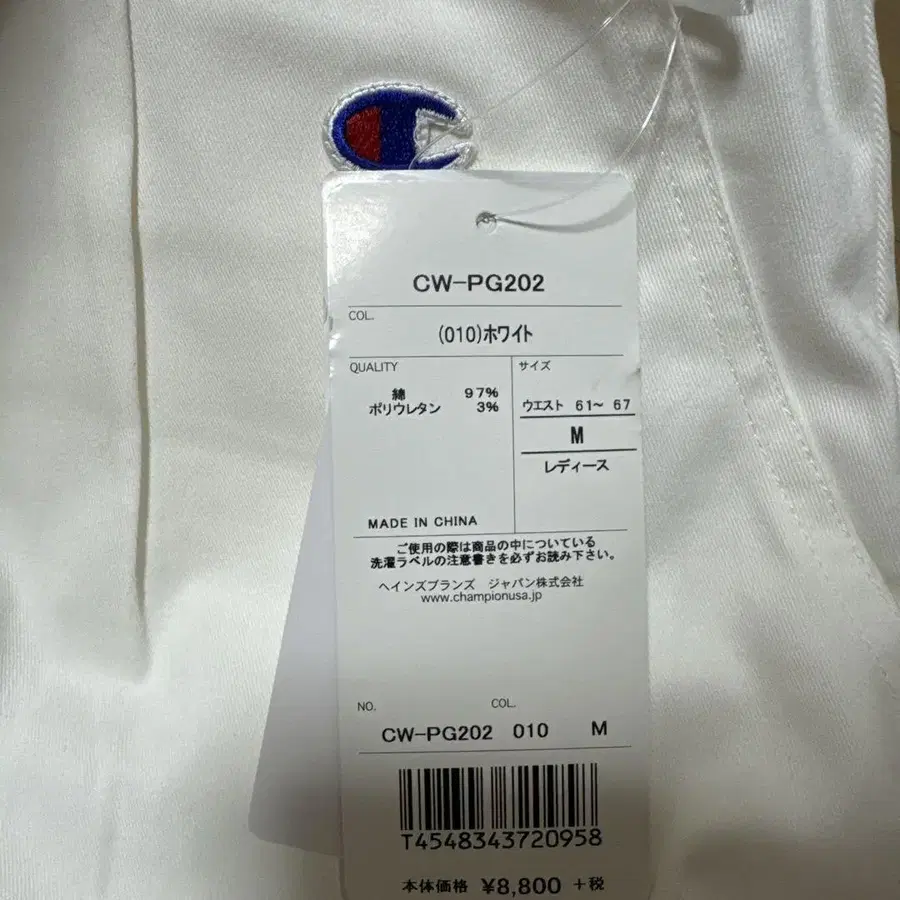 CW-PG202
COL.
(010)ホワイト
QUALITY
綿 97%
ポリウレタン 3%
サイズ
ウエスト 61〜 67
M
レディース
MADE IN CHINA
ご使用の際は商品の中についている
洗濯ラベルの注意書きを必ずお読み下さい。
ヘインズブランズ ジャパン株式会社
www.championusa.jp
NO. COL.
CW-PG202 010 M
T4548343720958
本体価格 ¥8,800 +税